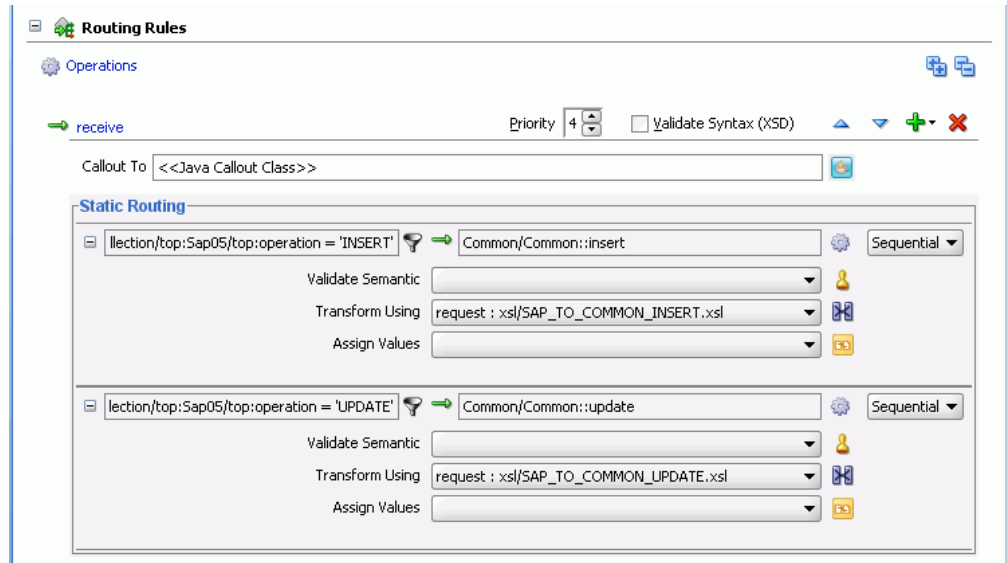 Routing Rules
Operations
receive Priority 4 Validate Syntax (XSD)
Callout To <<Java Callout Class>>
Static Routing
llection/top:Sap05/top:operation = 'INSERT' Common/Common::insert Sequential
Validate Semantic
Transform Using request : xsl/SAP_TO_COMMON_INSERT.xsl
Assign Values
lection/top:Sap05/top:operation = 'UPDATE' Common/Common::update Sequential
Validate Semantic
Transform Using request : xsl/SAP_TO_COMMON_UPDATE.xsl
Assign Values